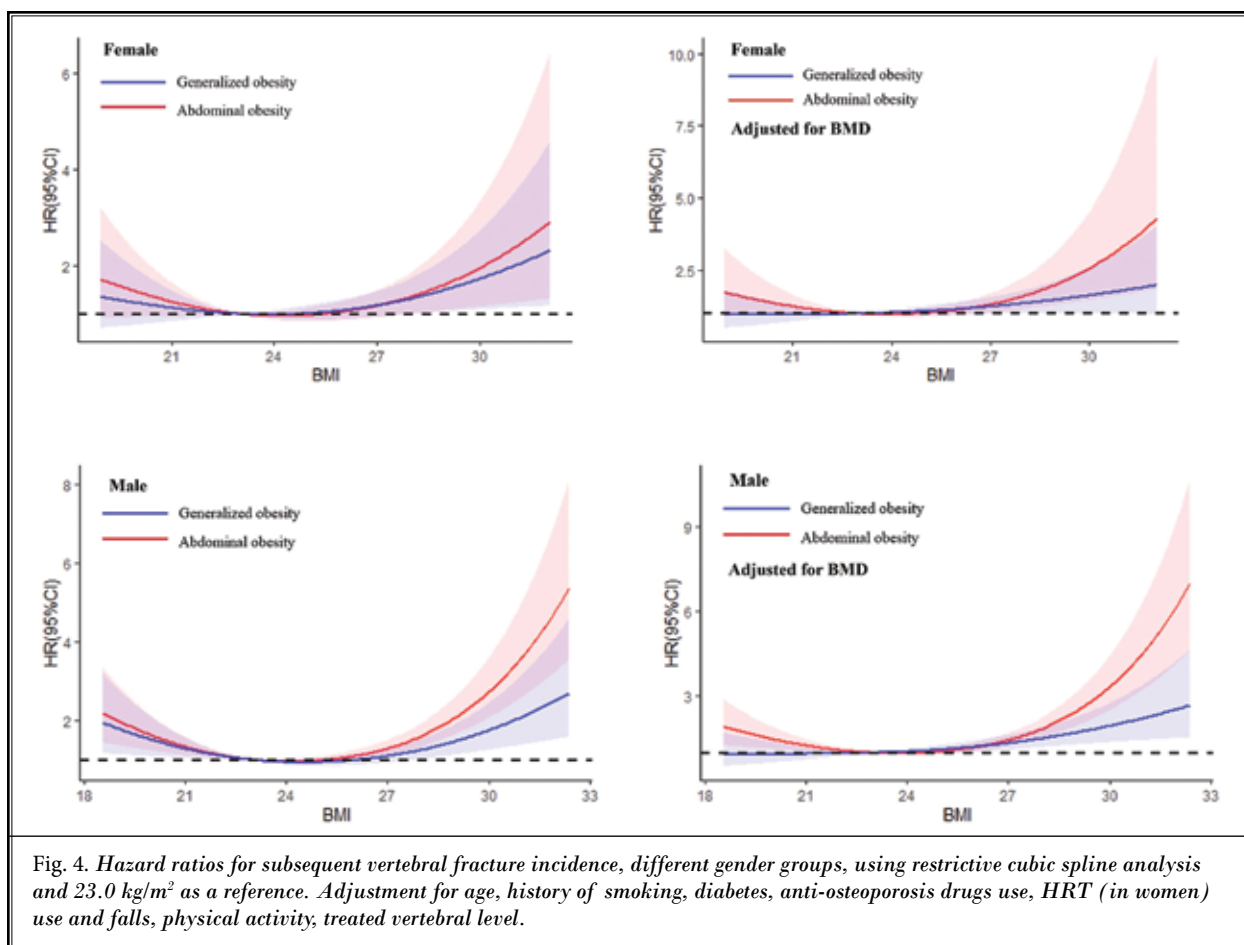 Female
Generalized obesity
Abdominal obesity
6
4
2
HR(95%CI)
21 24 27 30
BMI
Female
Generalized obesity
Abdominal obesity
Adjusted for BMD
10.0
7.5
5.0
2.5
HR(95%CI)
21 24 27 30
BMI
Male
Generalized obesity
Abdominal obesity
8
6
4
2
HR(95%CI)
18 21 24 27 30 33
BMI
Male
Generalized obesity
Abdominal obesity
Adjusted for BMD
9
6
3
HR(95%CI)
18 21 24 27 30 33
BMI
Fig. 4. Hazard ratios for subsequent vertebral fracture incidence, different gender groups, using restrictive cubic spline analysis
and 23.0 kg/m² as a reference. Adjustment for age, history of smoking, diabetes, anti-osteoporosis drugs use, HRT (in women)
use and falls, physical activity, treated vertebral level.